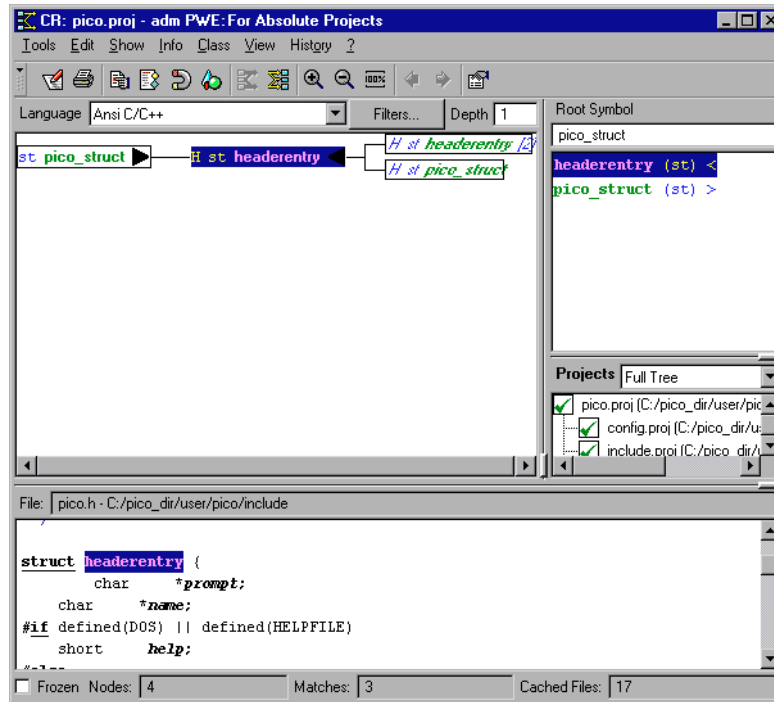 CR: pico.proj - adm PWE:For Absolute Projects
Tools Edit Show Info Class View History ?
100%
Language Ansi C/C++ Filters... Depth 1
st pico_struct H st headerentry
H st headerentry [2]
H st pico_struct
Root Symbol
pico_struct
headerentry (st) <
pico_struct (st) >
Projects Full Tree
pico.proj (C:/pico_dir/user/pic
config.proj (C:/pico_dir/u
include.proj (C:/pico_dir/u
File: pico.h - C:/pico_dir/user/pico/include
*/
struct headerentry {
char *prompt;
char *name;
#if defined(DOS) || defined(HELPFILE)
short help;
#else
Frozen Nodes: 4 Matches: 3 Cached Files: 17